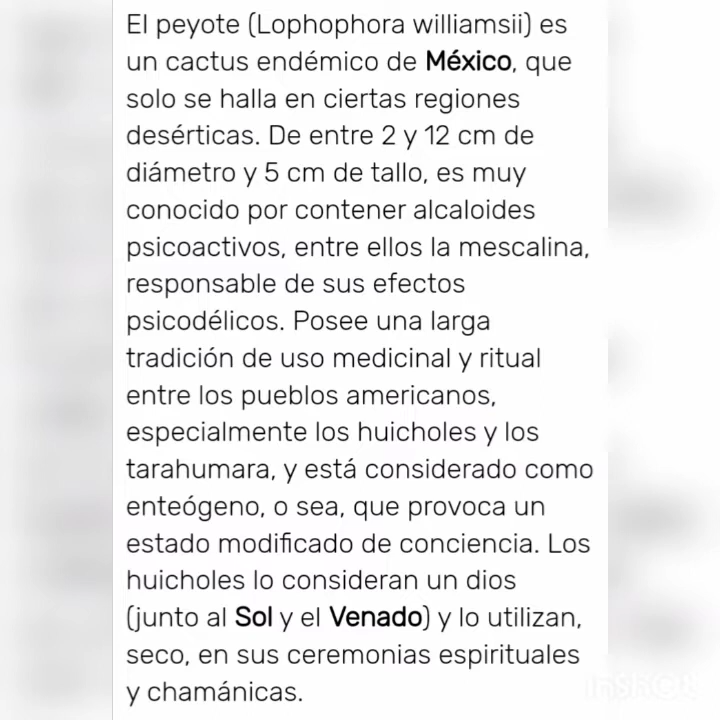 El peyote (Lophophora williamsii) es
un cactus endémico de México, que
solo se halla en ciertas regiones
desérticas. De entre 2 y 12 cm de
diámetro y 5 cm de tallo, es muy
conocido por contener alcaloides
psicoactivos, entre ellos la mescalina,
responsable de sus efectos
psicodélicos. Posee una larga
tradición de uso medicinal y ritual
entre los pueblos americanos,
especialmente los huicholes y los
tarahumara, y está considerado como
enteógeno, o sea, que provoca un
estado modificado de conciencia. Los
huicholes lo consideran un dios
(junto al Sol y el Venado) y lo utilizan,
seco, en sus ceremonias espirituales
y chamánicas.